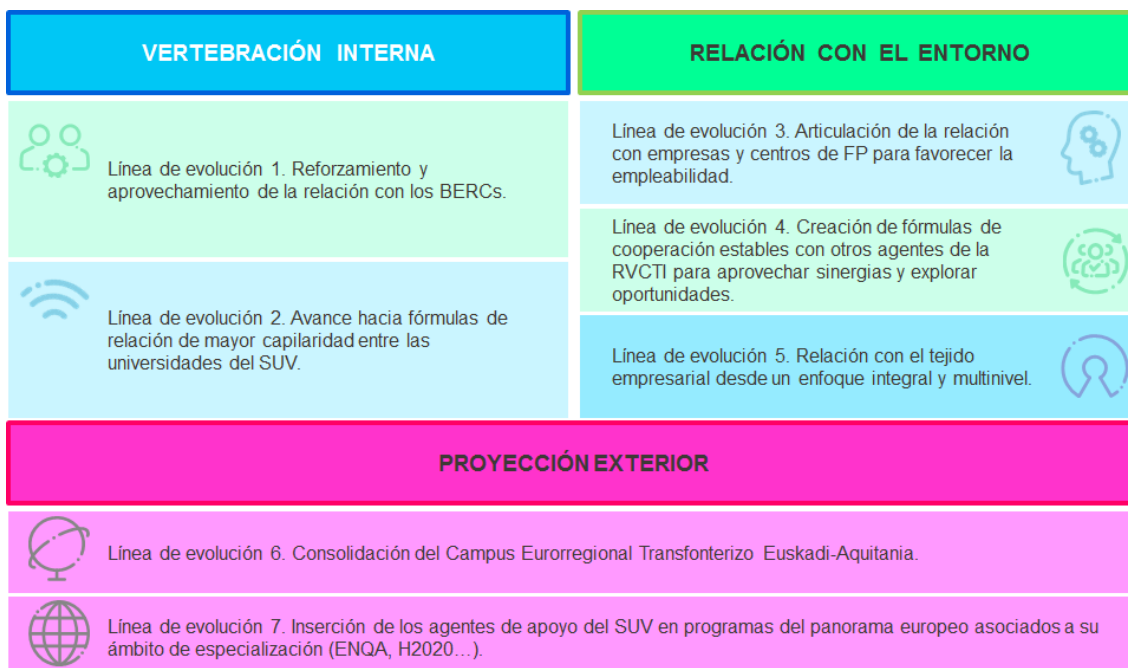 VERTEBRACIÓN INTERNA
Línea de evolución 1. Reforzamiento y
aprovechamiento de la relación con los BERCs.
Línea de evolución 2. Avance hacia fórmulas de
relación de mayor capilaridad entre las
universidades del SUV.
RELACIÓN CON EL ENTORNO
Línea de evolución 3. Articulación de la relación
con empresas y centros de FP para favorecer la
empleabilidad.
Línea de evolución 4. Creación de fórmulas de
cooperación estables con otros agentes de la
RVCTI para aprovechar sinergias y explorar
oportunidades.
Línea de evolución 5. Relación con el tejido
empresarial desde un enfoque integral y multinivel.
PROYECCIÓN EXTERIOR
Línea de evolución 6. Consolidación del Campus Eurorregional Transfonterizo Euskadi-Aquitania.
Línea de evolución 7. Inserción de los agentes de apoyo del SUV en programas del panorama europeo asociados a su
ámbito de especialización (ENQA, H2020…).